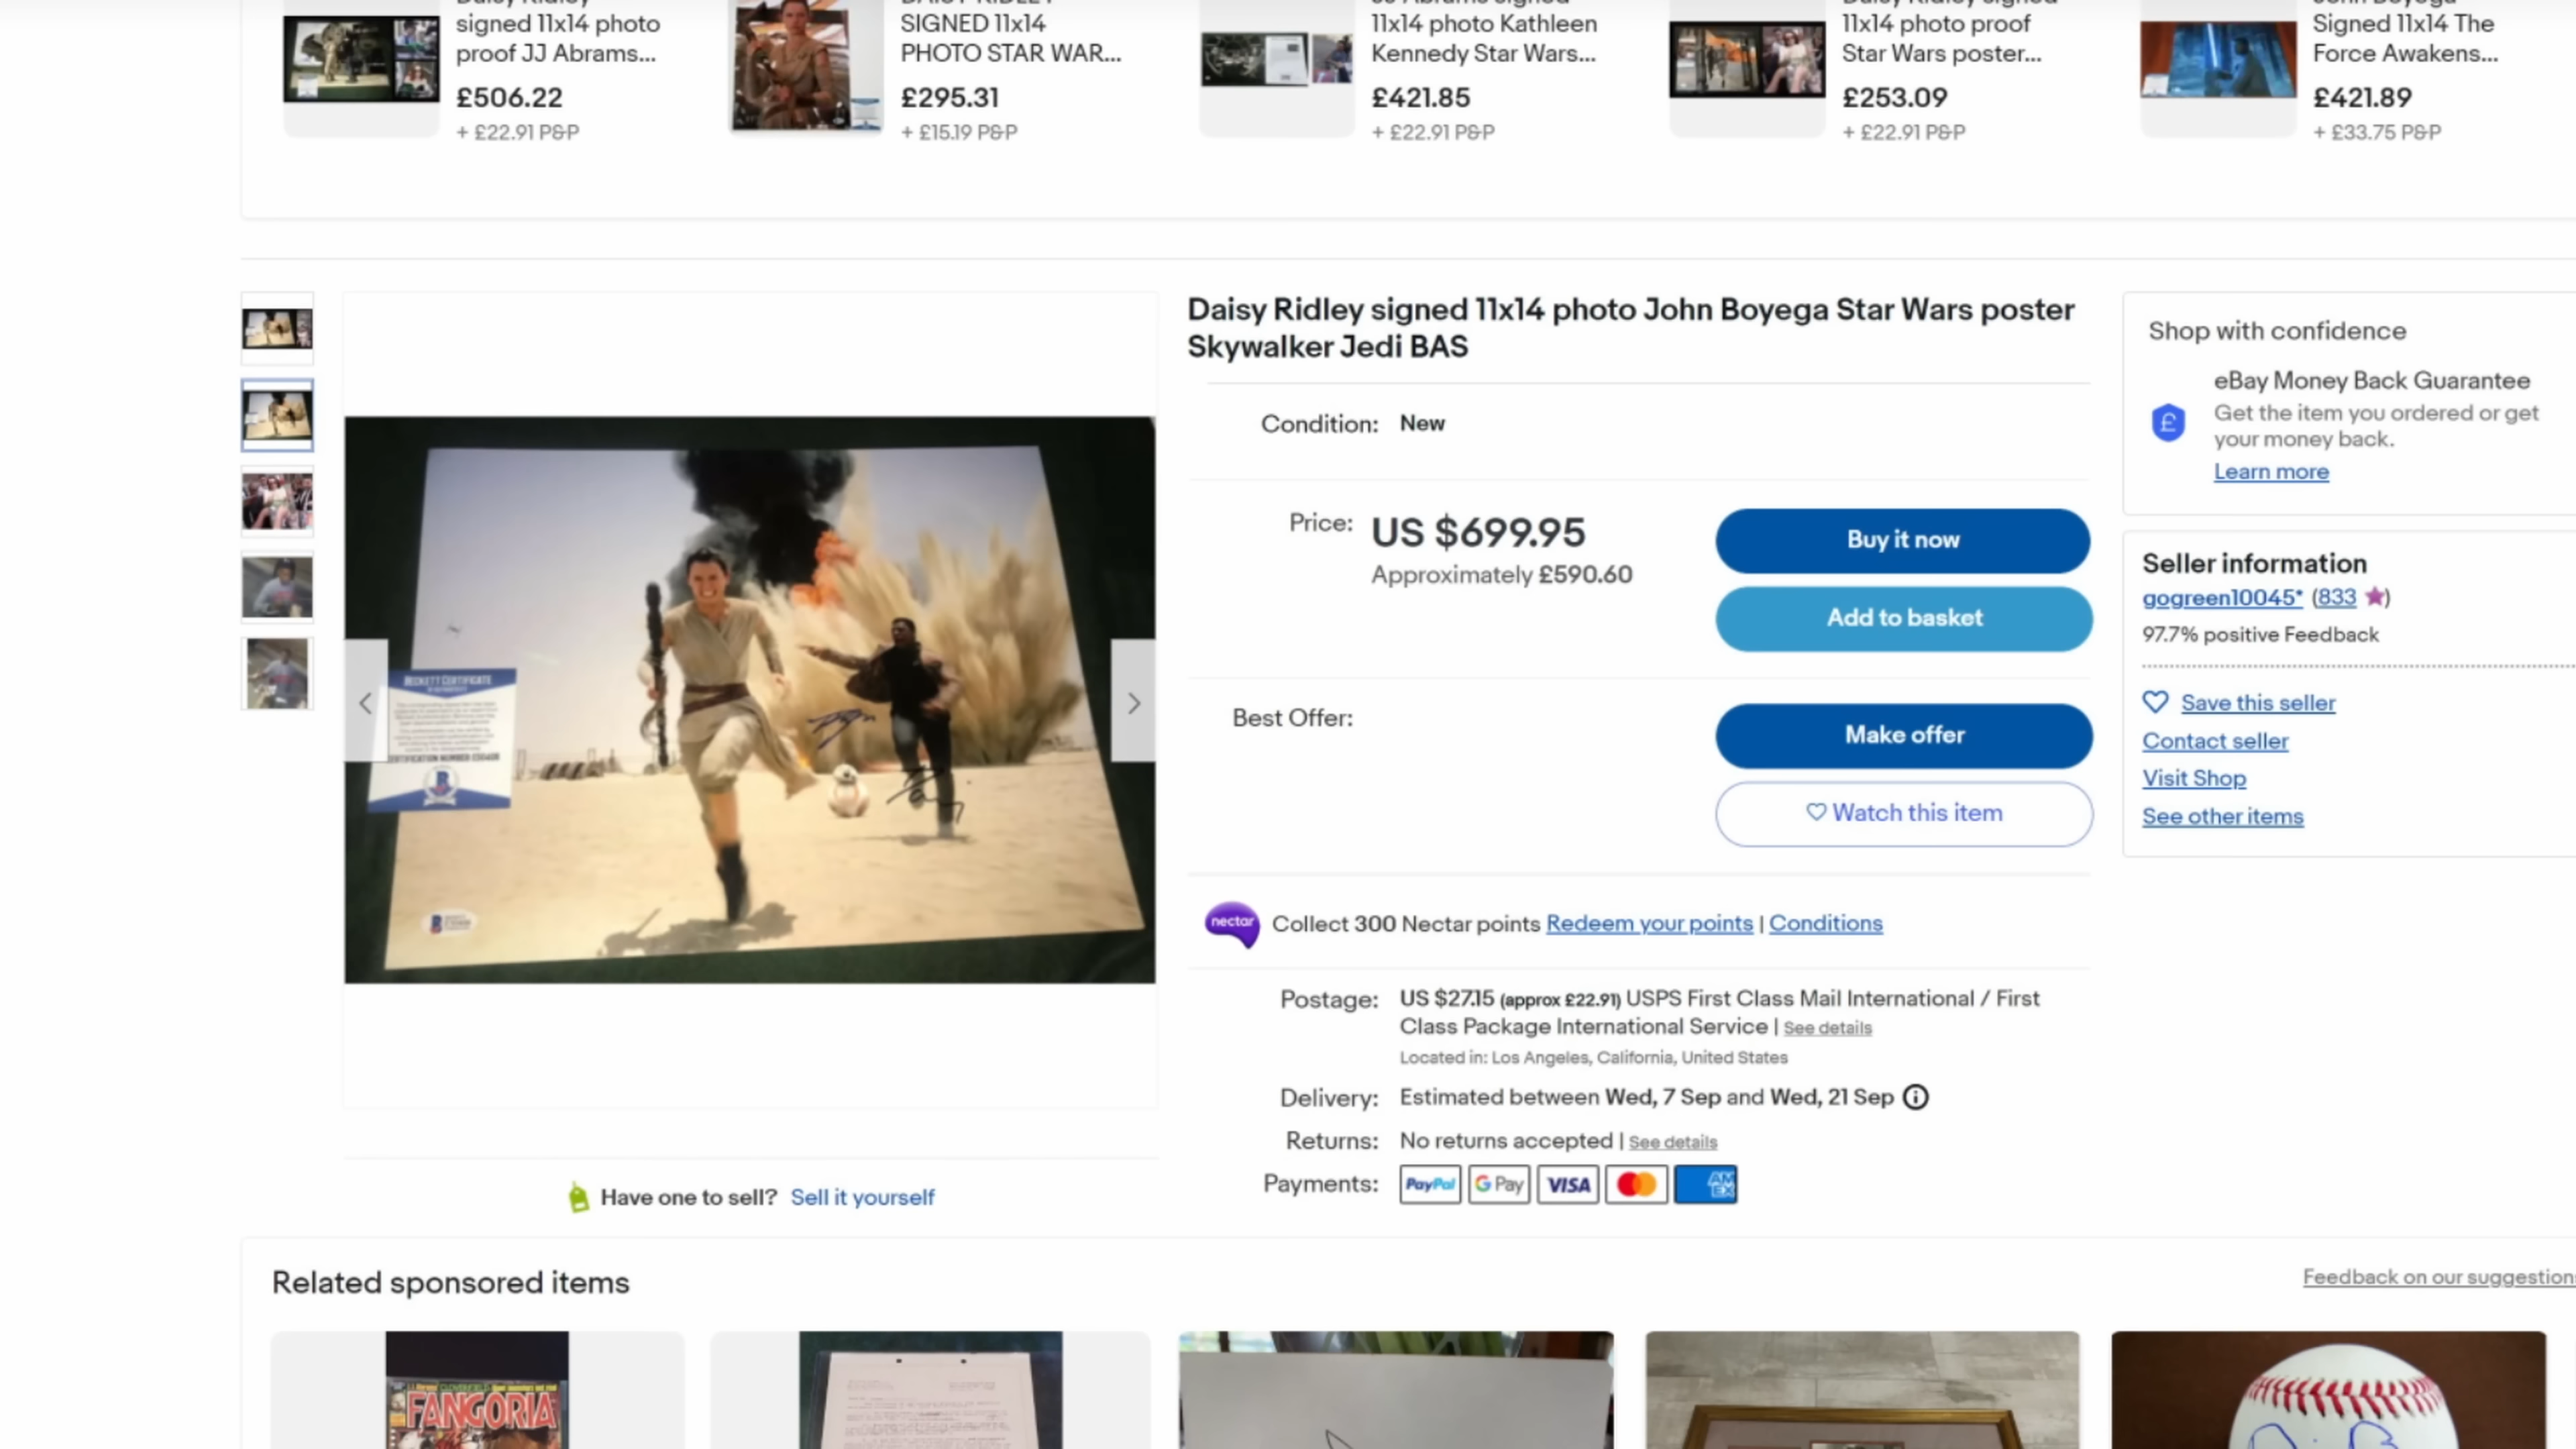 signed 11x14 photo
proof JJ Abrams...
£506.22
+ £22.91 P&P
SIGNED 11x14
PHOTO STAR WAR...
£295.31
+ £15.19 P&P
11x14 photo Kathleen
Kennedy Star Wars...
£421.85
+ £22.91 P&P
11x14 photo proof
Star Wars poster...
£253.09
+ £22.91 P&P
Signed 11x14 The
Force Awakens...
£421.89
+ £33.75 P&P
BECKETT CERTIFICATE
Daisy Ridley signed 11x14 photo John Boyega Star Wars poster
Skywalker Jedi BAS
Condition: New
Price: US $699.95
Approximately £590.60
Buy it now
Add to basket
Best Offer:
Make offer
Watch this item
nectar Collect 300 Nectar points Redeem your points | Conditions
Postage: US $27.15 (approx £22.91) USPS First Class Mail International / First
Class Package International Service | See details
Located in: Los Angeles, California, United States
Delivery: Estimated between Wed, 7 Sep and Wed, 21 Sep
Returns: No returns accepted | See details
Payments: PayPal G Pay VISA AM EX
Shop with confidence
eBay Money Back Guarantee
Get the item you ordered or get
your money back.
Learn more
Seller information
gogreen10045* (833)
97.7% positive Feedback
Save this seller
Contact seller
Visit Shop
See other items
Have one to sell? Sell it yourself
Related sponsored items
Feedback on our suggestion
FANGORIA